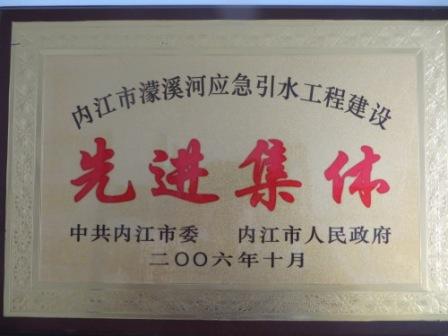 内江市濛溪河应急引水工程建设
先进集体
中共内江市委　内江市人民政府
二〇〇六年十月